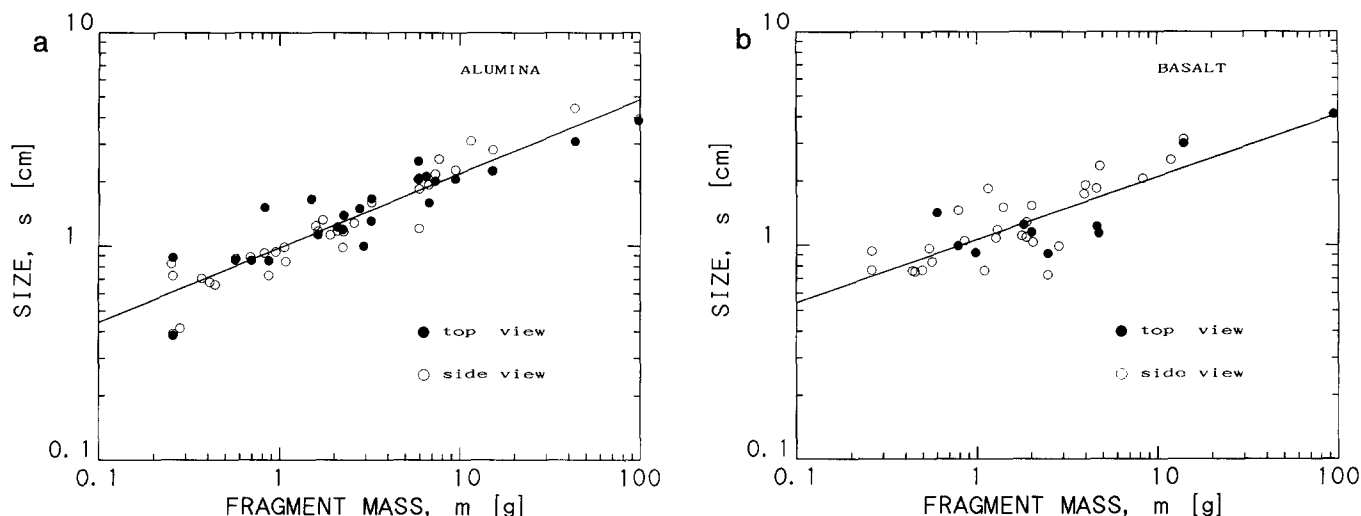 a
ALUMINA
10
1
0.1
SIZE, s [cm]
top view
side view
0.1
1
10
100
FRAGMENT MASS, m [g]
b
BASALT
10
1
0.1
SIZE, s [cm]
top view
side view
0.1
1
10
100
FRAGMENT MASS, m [g]